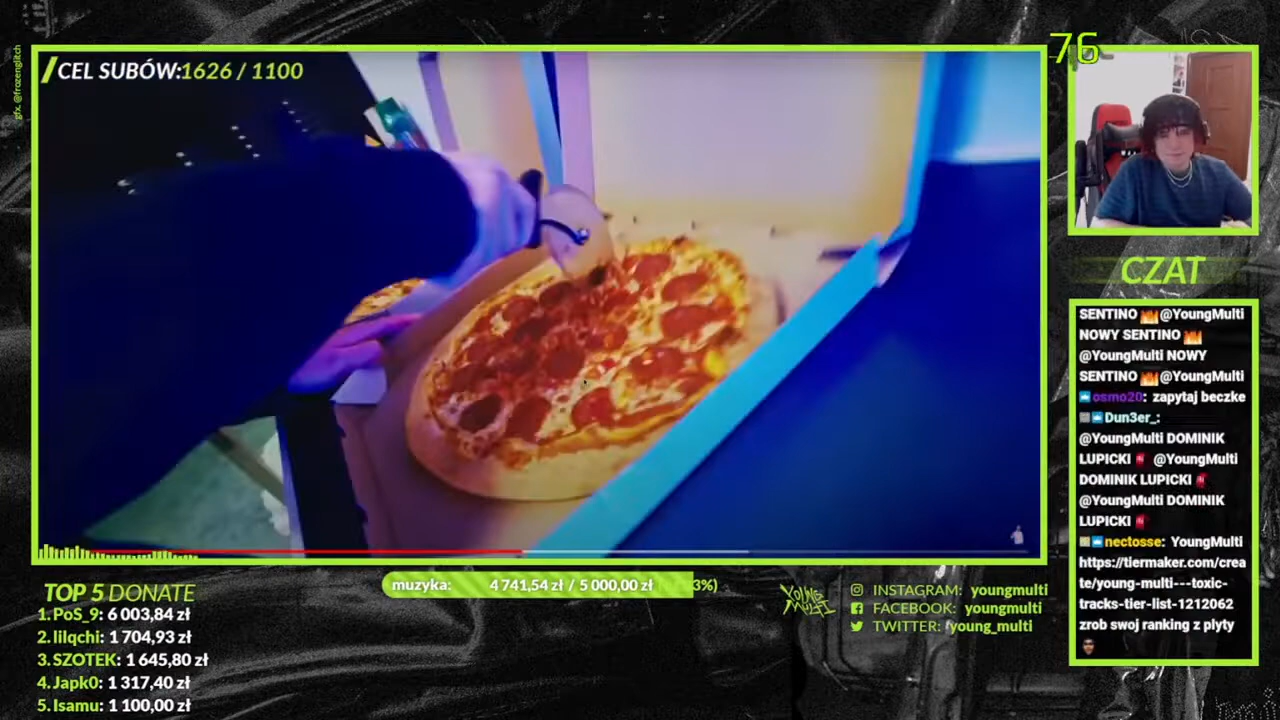 gfx. @frozenglitch
CEL SUBÓW:1626 / 1100
76
CZAT
SENTINO @YoungMulti
NOWY SENTINO
@YoungMulti NOWY
SENTINO @YoungMulti
osmo20: zapytaj beczke
Dun3er_:
@YoungMulti DOMINIK
LUPICKI @YoungMulti
DOMINIK LUPICKI
@YoungMulti DOMINIK
LUPICKI
nectosse: YoungMulti
https://tiermaker.com/crea
te/young-multi---toxic-
tracks-tier-list-1212062
zrob swoj ranking z plyty
TOP 5 DONATE
1. PoS_9: 6 003,84 zł
2. lilqchi: 1 704,93 zł
3. SZOTEK: 1 645,80 zł
4. Japk0: 1 317,40 zł
5. Isamu: 1 100,00 zł
muzyka: 4 741,54 zł / 5 000,00 zł
YOUNG MULTI
INSTAGRAM: youngmulti
FACEBOOK: youngmulti
TWITTER: young_multi